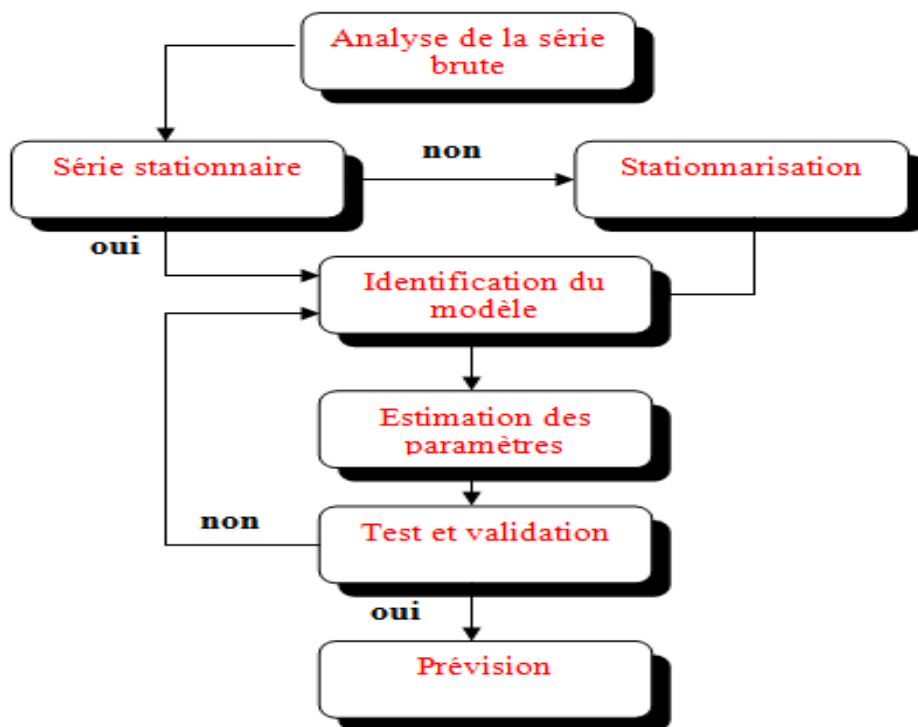 Analyse de la série
brute
Série stationnaire
non
Stationnarisation
oui
Identification du
modèle
Estimation des
paramètres
non
Test et validation
oui
Prévision